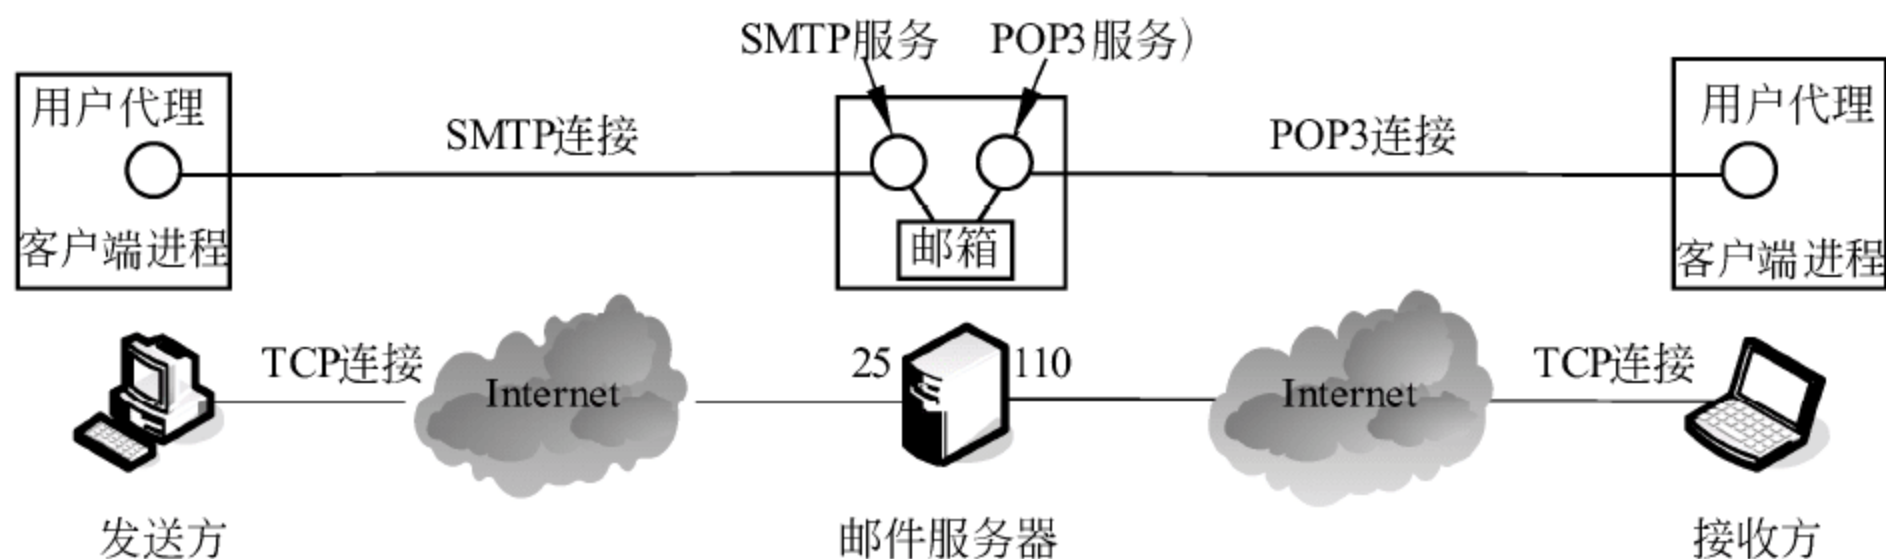 SMTP服务
POP3服务）
用户代理
SMTP连接
POP3连接
用户代理
客户端进程
邮箱
客户端进程
TCP连接
Internet
25
110
Internet
TCP连接
发送方
邮件服务器
接收方